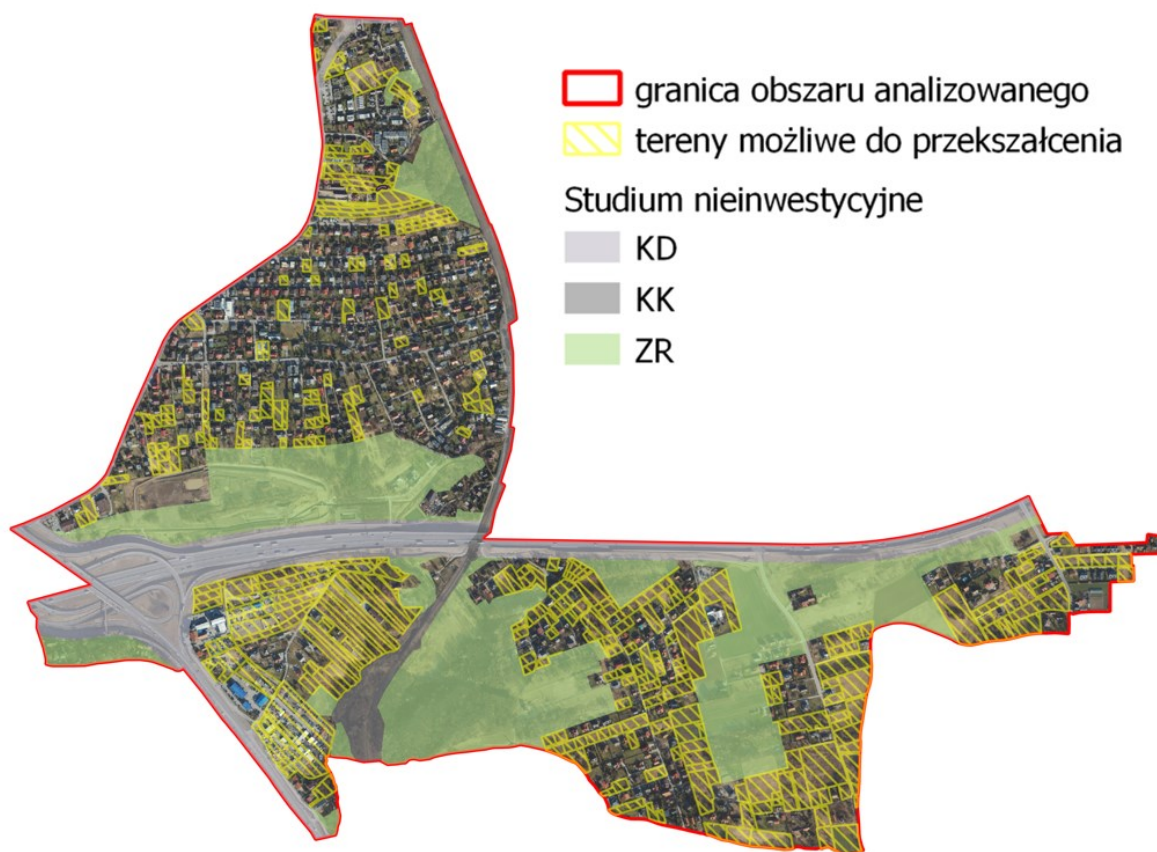 granica obszaru analizowanego
tereny możliwe do przekształcenia
Studium nieinwestycyjne
KD
KK
ZR